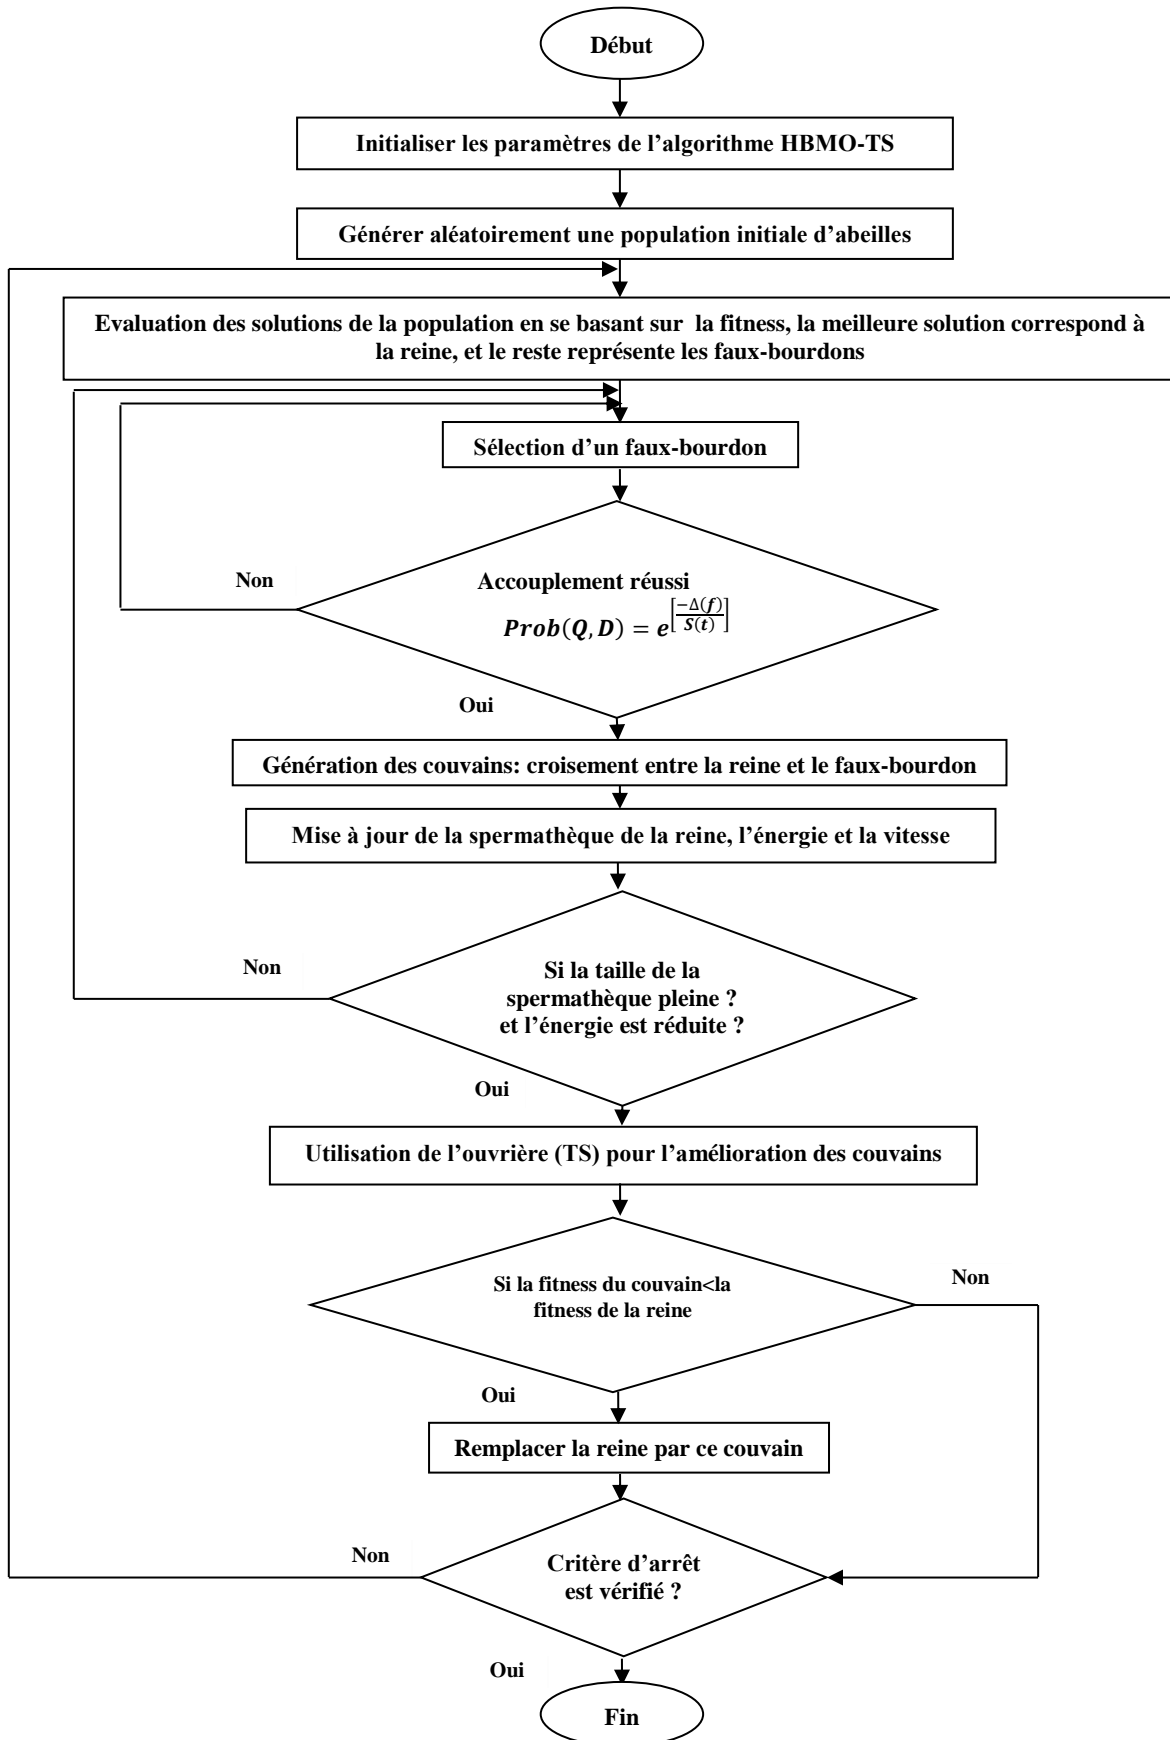 Début
Initialiser les paramètres de l’algorithme HBMO-TS
Générer aléatoirement une population initiale d’abeilles
Evaluation des solutions de la population en se basant sur la fitness, la meilleure solution correspond à
la reine, et le reste représente les faux-bourdons
Sélection d’un faux-bourdon
Non
Accouplement réussi
Prob(Q, D) = e^[−Δ(f)/S(t)]
Oui
Génération des couvains: croisement entre la reine et le faux-bourdon
Mise à jour de la spermathèque de la reine, l’énergie et la vitesse
Non
Si la taille de la
spermathèque pleine ?
et l’énergie est réduite ?
Oui
Utilisation de l’ouvrière (TS) pour l’amélioration des couvains
Si la fitness du couvain<la
fitness de la reine
Non
Oui
Remplacer la reine par ce couvain
Non
Critère d’arrêt
est vérifié ?
Oui
Fin